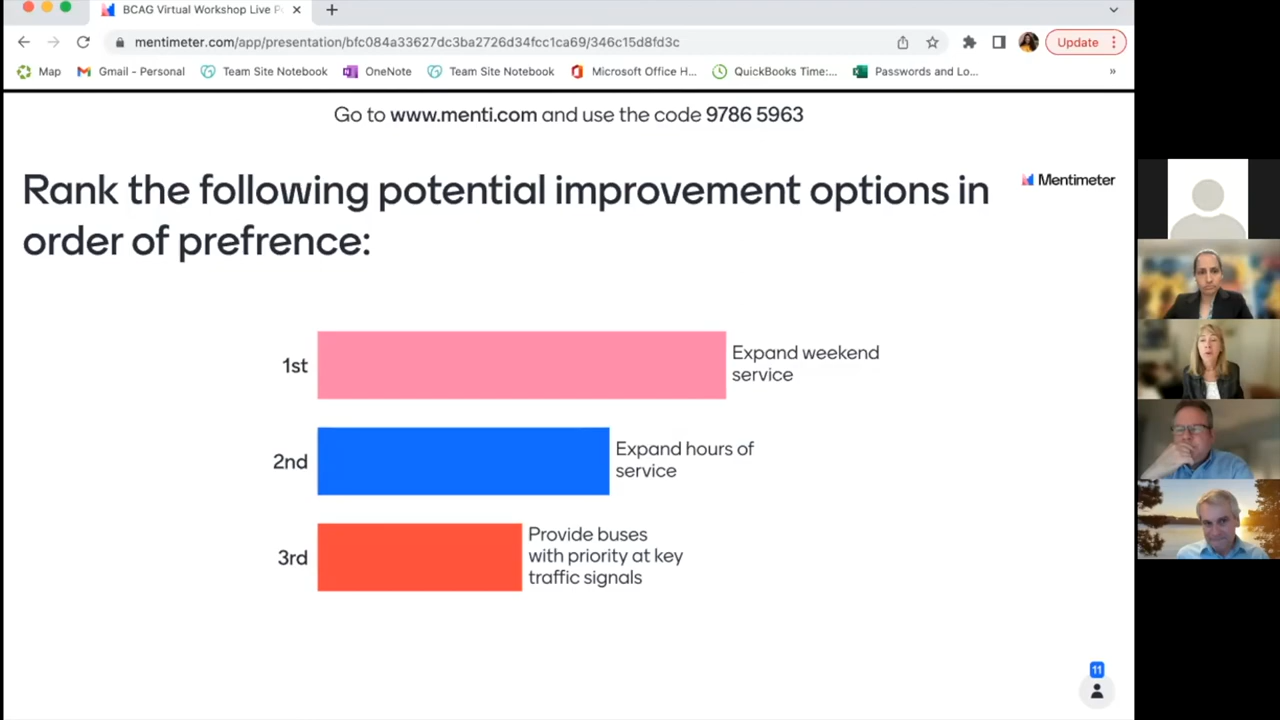 BCAG Virtual Workshop Live
mentimeter.com/app/presentation/bfc084a33627dc3ba2726d34fcc1ca69/346c15d8fd3c
Update
Map
Gmail - Personal
Team Site Notebook
OneNote
Team Site Notebook
Microsoft Office H...
QuickBooks Time:...
Passwords and Lo...
»
Go to www.menti.com and use the code 9786 5963
Rank the following potential improvement options in
order of prefrence:
Mentimeter
1st
Expand weekend
service
2nd
Expand hours of
service
3rd
Provide buses
with priority at key
traffic signals
11